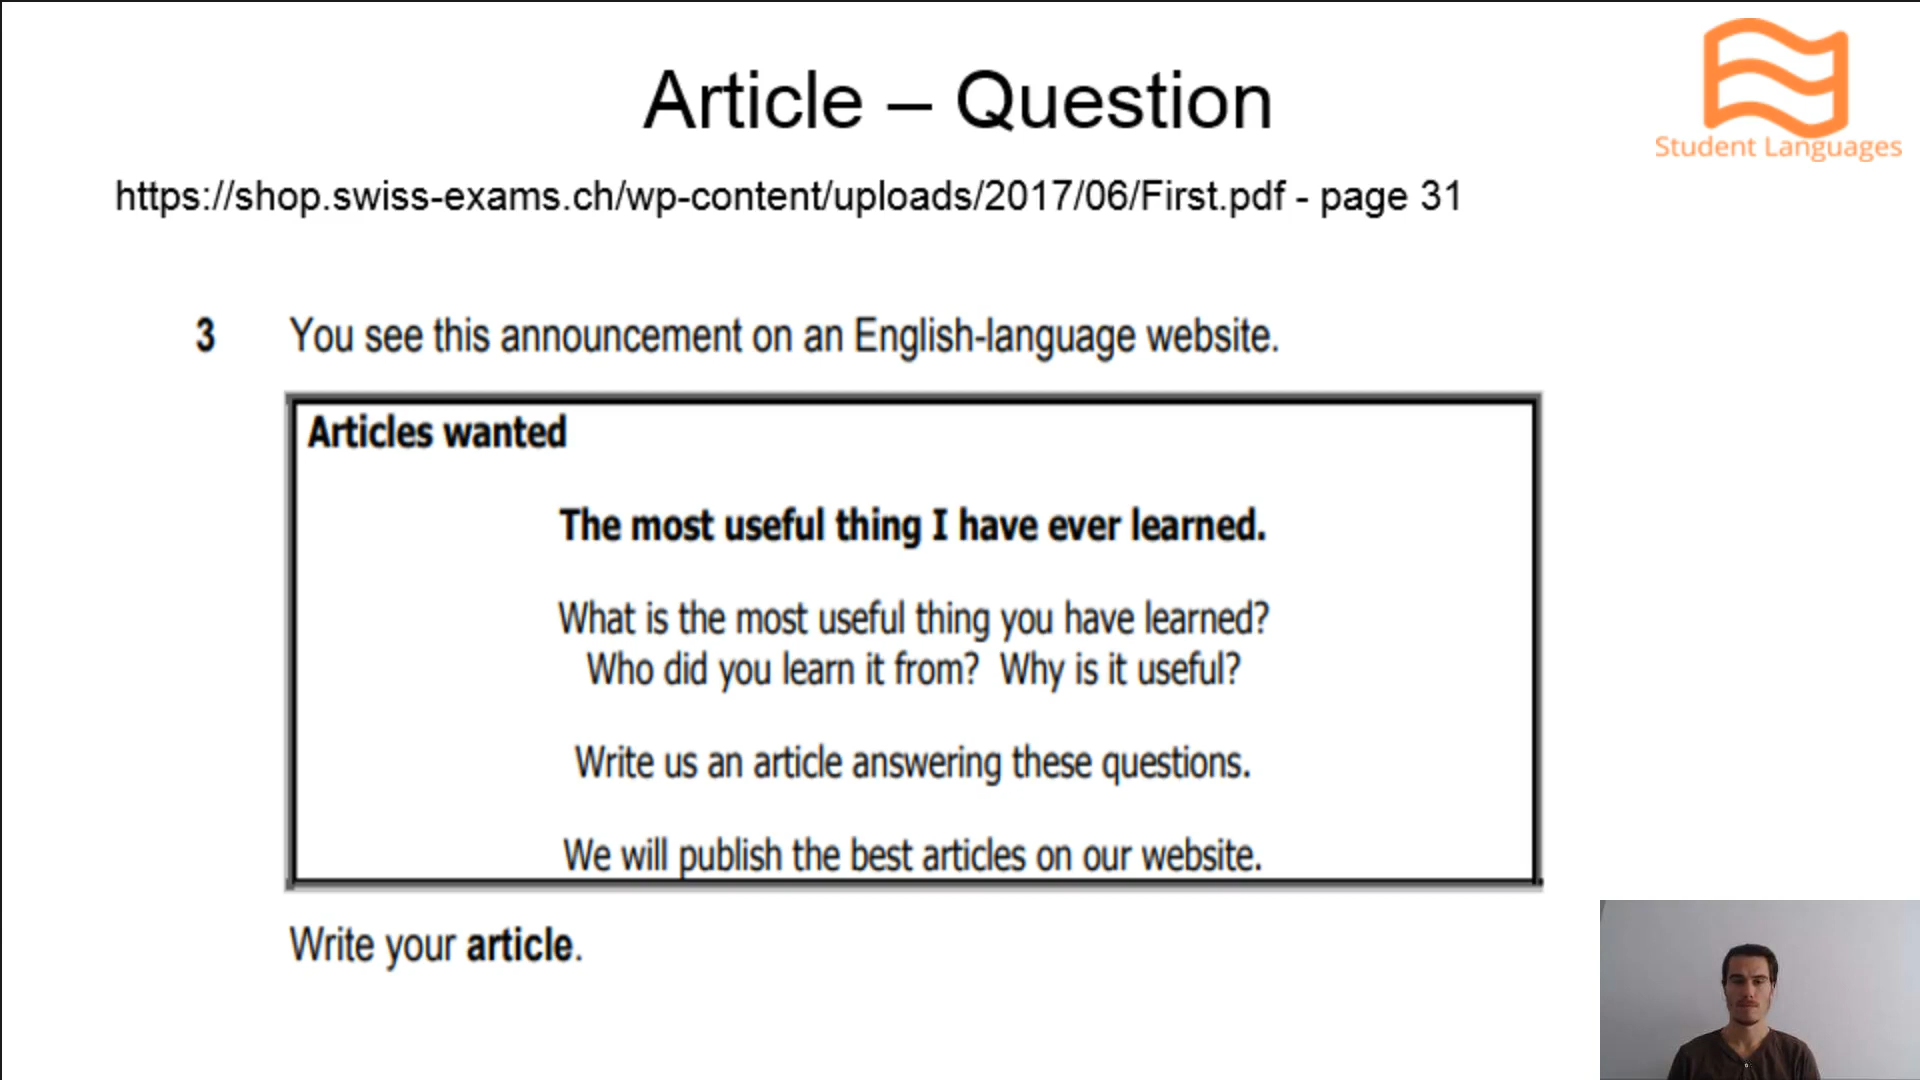 Article – Question
Student Languages
https://shop.swiss-exams.ch/wp-content/uploads/2017/06/First.pdf - page 31
3 You see this announcement on an English-language website.
Articles wanted
The most useful thing I have ever learned.
What is the most useful thing you have learned?
Who did you learn it from? Why is it useful?
Write us an article answering these questions.
We will publish the best articles on our website.
Write your article.